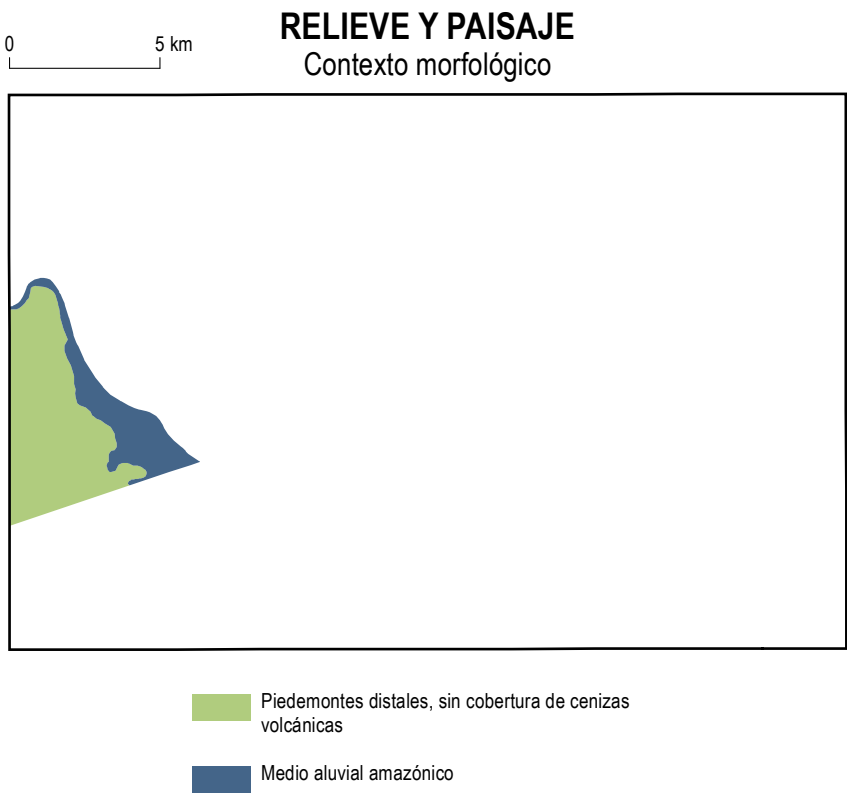 RELIEVE Y PAISAJE
Contexto morfológico
0 5 km
Piedemontes distales, sin cobertura de cenizas
volcánicas
Medio aluvial amazónico